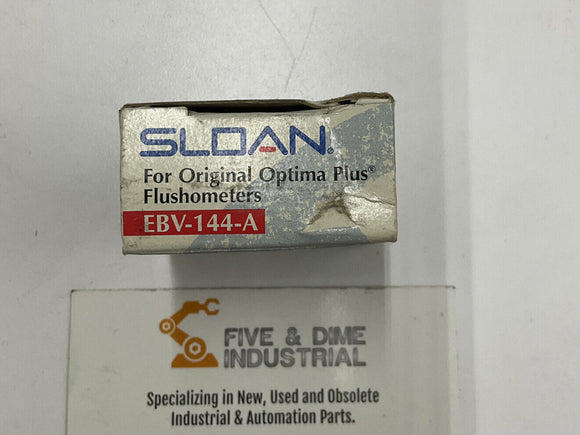 SLOAN®
For Original Optima Plus®
Flushometers
EBV-144-A
FIVE & DIME
INDUSTRIAL
Specializing in New, Used and Obsolete
Industrial & Automation Parts.